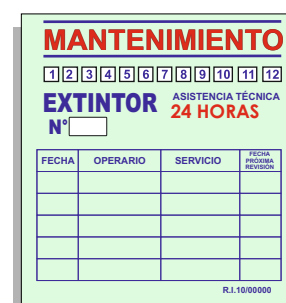 MANTENIMIENTO
1 2 3 4 5 6 7 8 9 10 11 12
EXTINTOR ASISTENCIA TÉCNICA
24 HORAS
N°
FECHA OPERARIO SERVICIO FECHA PRÓXIMA REVISIÓN
R.I.10/00000